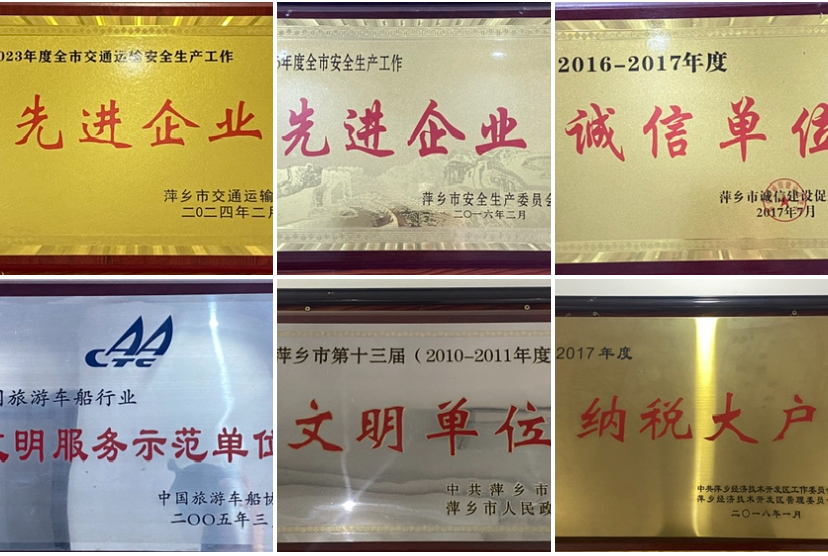 023年度全市交通运输安全生产工作
先进企业
萍乡市交通运输
二〇二四年二月
5年度全市安全生产工作
先进企业
萍乡市安全生产委员会
二〇一六年二月
2016-2017年度
诚信单位
萍乡市诚信建设促
2017年7月
CTC
国旅游车船行业
文明服务示范单位
中国旅游车船协
二〇〇五年三月
萍乡市第十三届(2010-2011年度
文明单位
中共萍乡市
萍乡市人民政
2017年度
纳税大户
中共萍乡经济技术开发区工作委员会
萍乡经济技术开发区管理委员会
二〇一八年一月